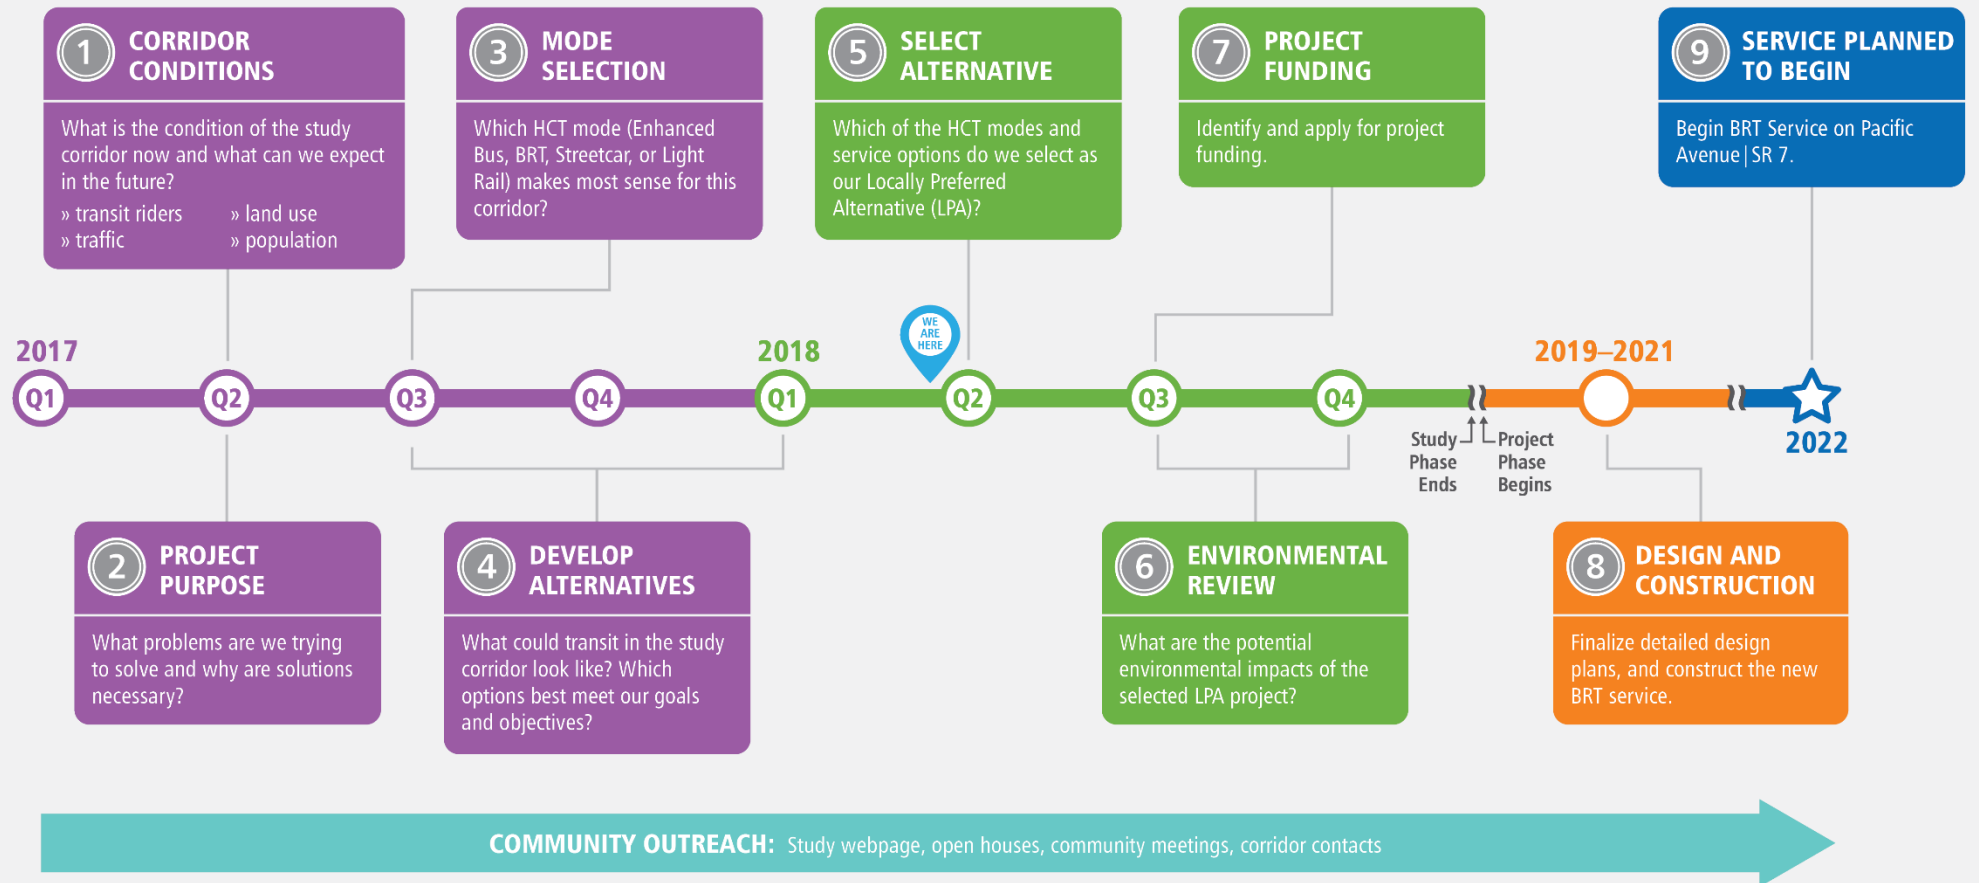 1
CORRIDOR
CONDITIONS
What is the condition of the study
corridor now and what can we expect
in the future?
» transit riders
» land use
» traffic
» population
3
MODE
SELECTION
Which HCT mode (Enhanced
Bus, BRT, Streetcar, or Light
Rail) makes most sense for this
corridor?
5
SELECT
ALTERNATIVE
Which of the HCT modes and
service options do we select as
our Locally Preferred
Alternative (LPA)?
7
PROJECT
FUNDING
Identify and apply for project
funding.
9
SERVICE PLANNED
TO BEGIN
Begin BRT Service on Pacific
Avenue|SR 7.
2017
2018
WE
ARE
HERE
2019–2021
Q1
Q2
Q3
Q4
Q1
Q2
Q3
Q4
2022
Study
Phase
Ends
Project
Phase
Begins
2
PROJECT
PURPOSE
What problems are we trying
to solve and why are solutions
necessary?
4
DEVELOP
ALTERNATIVES
What could transit in the study
corridor look like? Which
options best meet our goals
and objectives?
6
ENVIRONMENTAL
REVIEW
What are the potential
environmental impacts of the
selected LPA project?
8
DESIGN AND
CONSTRUCTION
Finalize detailed design
plans, and construct the new
BRT service.
COMMUNITY OUTREACH: Study webpage, open houses, community meetings, corridor contacts